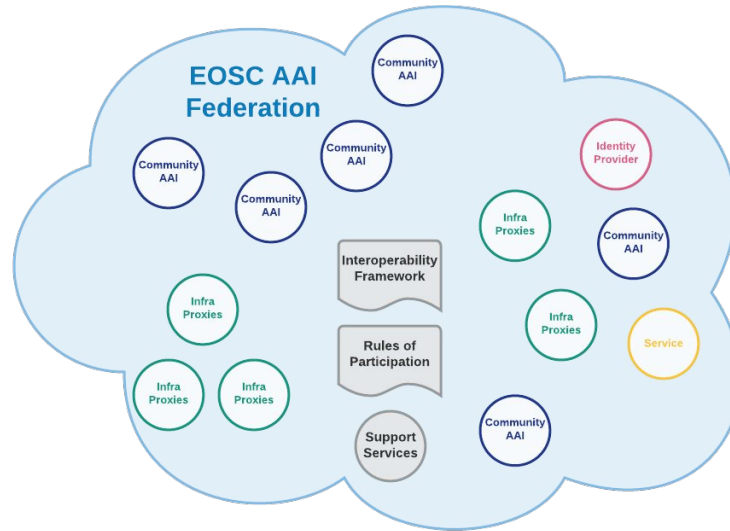 EOSC AAI
Federation
Community
AAI
Community
AAI
Community
AAI
Community
AAI
Identity
Provider
Infra
Proxies
Community
AAI
Interoperability
Framework
Infra
Proxies
Infra
Proxies
Service
Rules of
Participation
Infra
Proxies
Infra
Proxies
Community
AAI
Support
Services